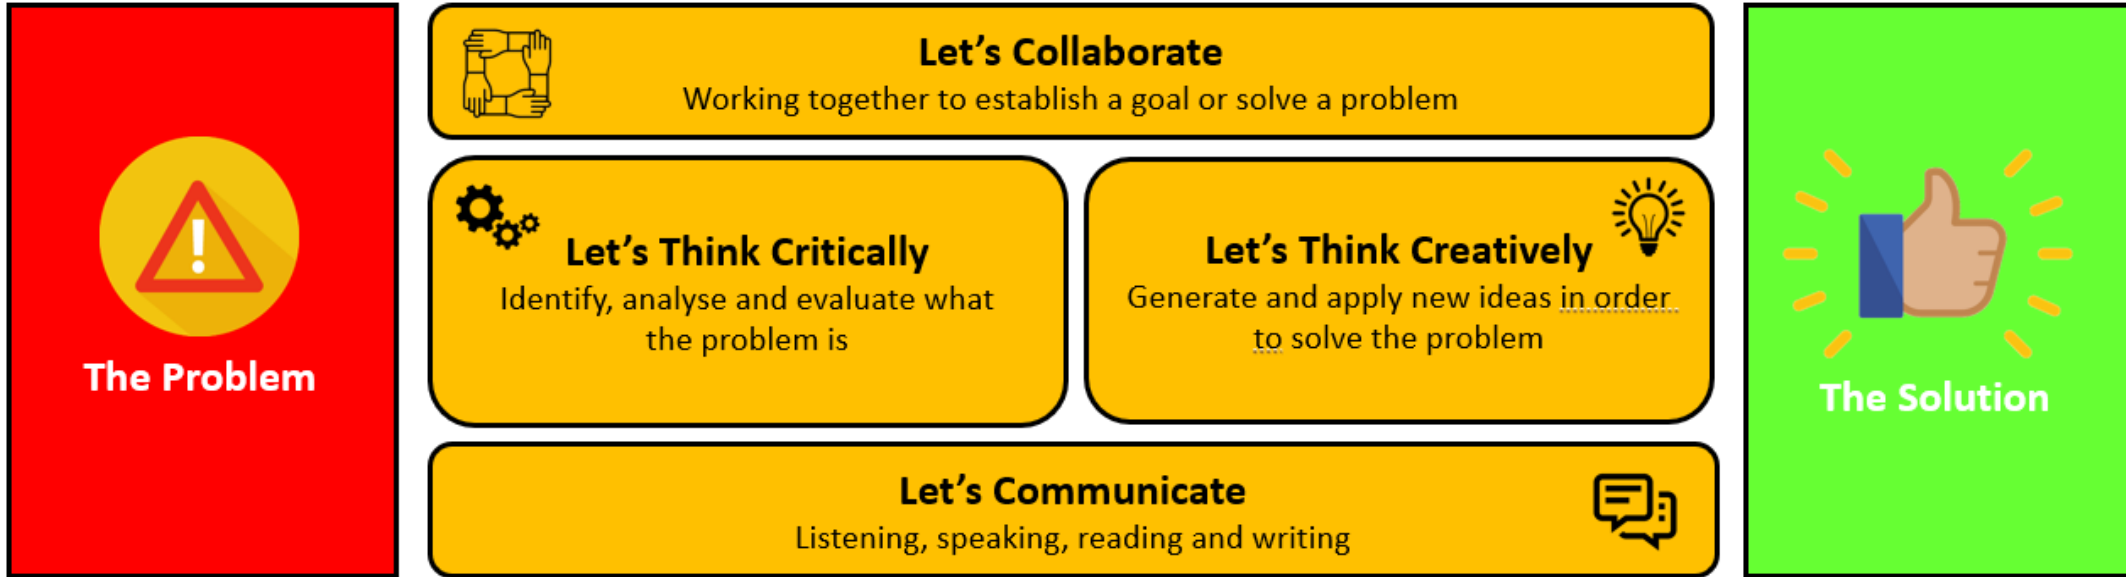 The Problem
Let's Collaborate
Working together to establish a goal or solve a problem
Let's Think Critically
Identify, analyse and evaluate what
the problem is
Let's Think Creatively
Generate and apply new ideas in order
to solve the problem
Let's Communicate
Listening, speaking, reading and writing
The Solution